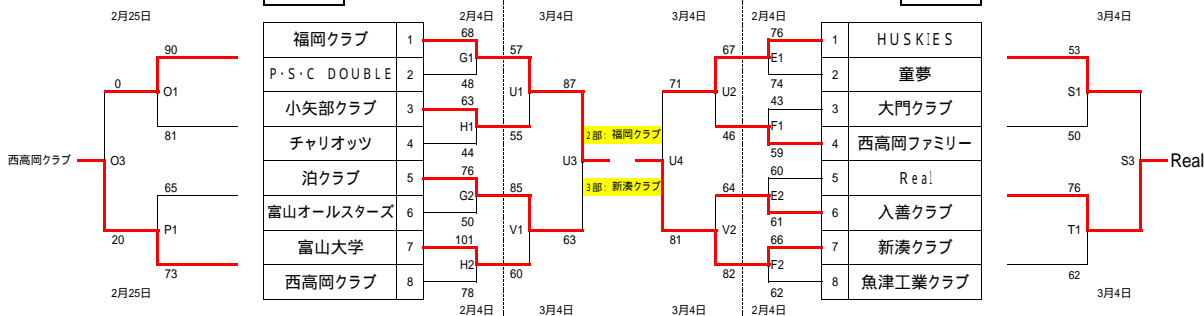 2月25日
2月4日
3月4日
3月4日
2月4日
3月4日
福岡クラブ 1
P・S・C DOUBLE 2
小矢部クラブ 3
チャリオッツ 4
泊クラブ 5
富山オールスターズ 6
富山大学 7
西高岡クラブ 8
1 HUSKIES
2 童夢
3 大門クラブ
4 西高岡ファミリー
5 Real
6 入善クラブ
7 新湊クラブ
8 魚津工業クラブ
90
0
O1
81
西高岡クラブ
O3
65
P1
20
73
68
G1
48
63
H1
44
76
G2
50
101
H2
78
57
U1
55
85
V1
60
87
U3
63
2部: 福岡クラブ
3部: 新湊クラブ
71
U4
81
67
U2
46
64
V2
82
76
E1
74
43
F1
59
60
E2
61
66
F2
62
53
S1
50
S3
Real
76
T1
62
2月25日
2月4日
3月4日
3月4日
2月4日
3月4日